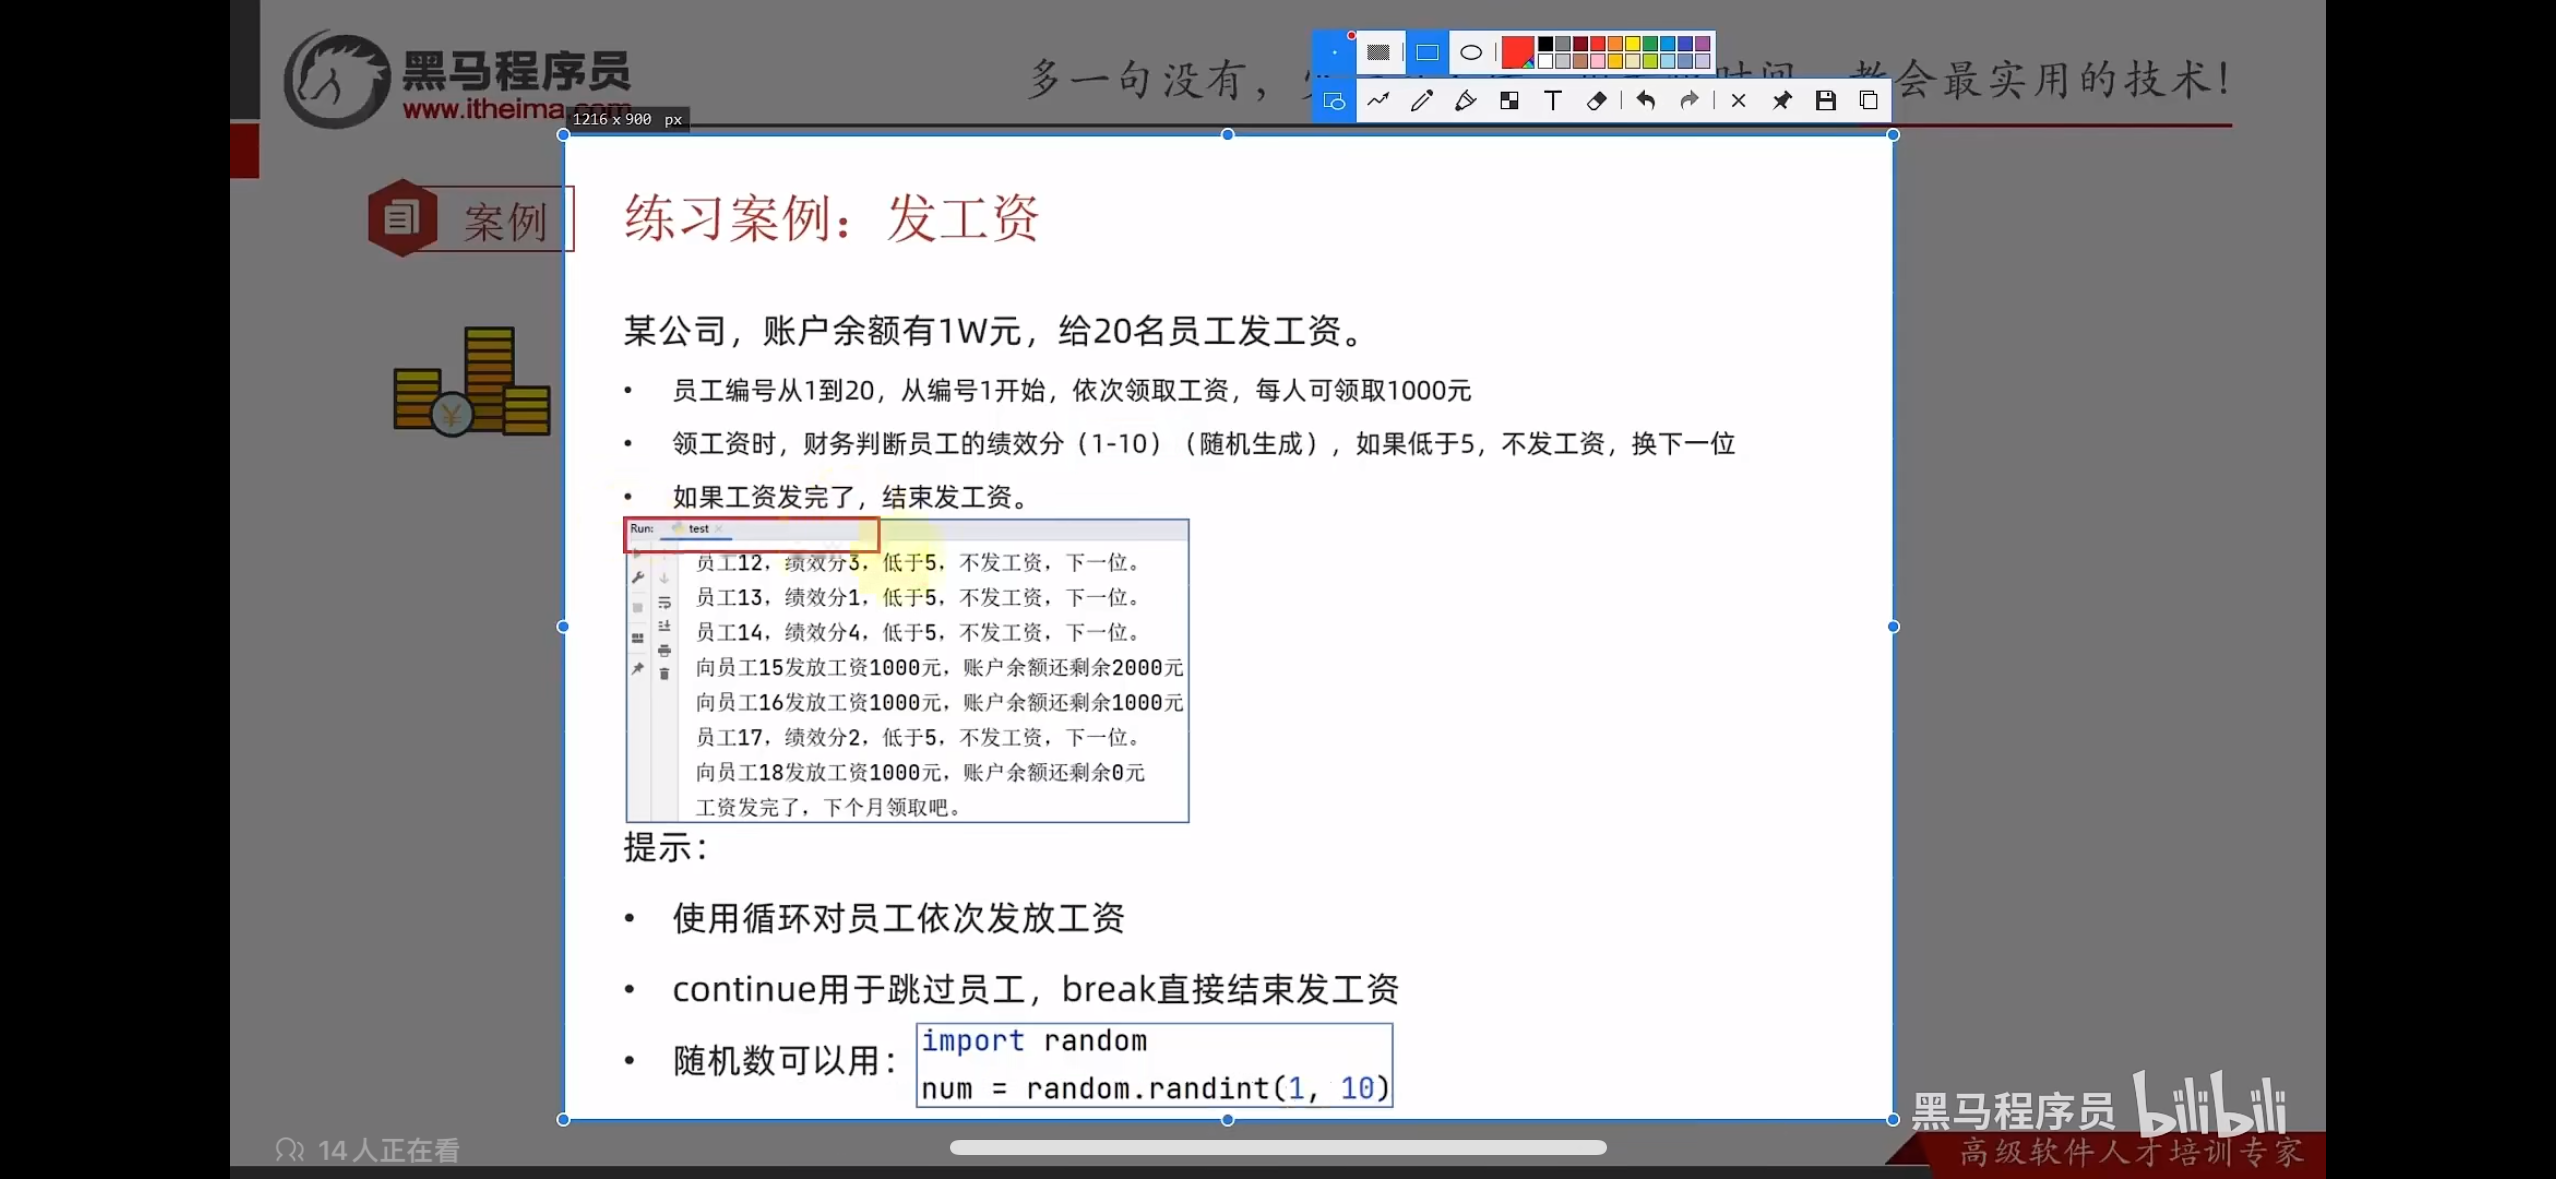 黑马程序员
www.itheima.com
多一句没有，
时间，教会最实用的技术！
1216 x 900 px
案例
练习案例：发工资
某公司，账户余额有1W元，给20名员工发工资。
• 员工编号从1到20，从编号1开始，依次领取工资，每人可领取1000元
• 领工资时，财务判断员工的绩效分（1-10）（随机生成），如果低于5，不发工资，换下一位
• 如果工资发完了，结束发工资。
Run: test
员工12，绩效分3，低于5，不发工资，下一位。
员工13，绩效分1，低于5，不发工资，下一位。
员工14，绩效分4，低于5，不发工资，下一位。
向员工15发放工资1000元，账户余额还剩余2000元
向员工16发放工资1000元，账户余额还剩余1000元
员工17，绩效分2，低于5，不发工资，下一位。
向员工18发放工资1000元，账户余额还剩余0元
工资发完了，下个月领取吧。
提示：
• 使用循环对员工依次发放工资
• continue用于跳过员工，break直接结束发工资
• 随机数可以用：
import random
num = random.randint(1, 10)
黑马程序员 bilibili
14人正在看
高级软件人才培训专家